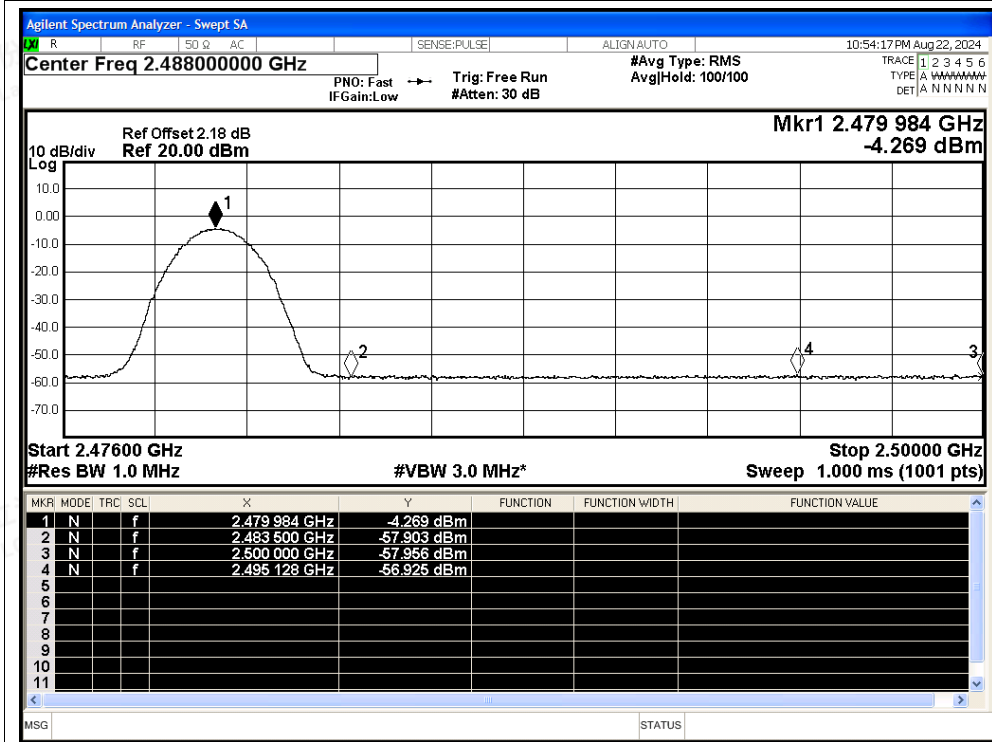 Agilent Spectrum Analyzer - Swept SA
LXI R RF 50 Ω AC SENSE:PULSE ALIGN AUTO 10:54:17 PM Aug 22, 2024
Center Freq 2.488000000 GHz
PNO: Fast
IFGain:Low
Trig: Free Run
#Atten: 30 dB
#Avg Type: RMS
Avg|Hold: 100/100
TRACE 1 2 3 4 5 6
TYPE A WWWWW
DET A N N N N N
Mkr1 2.479 984 GHz
-4.269 dBm
Ref Offset 2.18 dB
10 dB/div Ref 20.00 dBm
Log
10.0
0.00
-10.0
-20.0
-30.0
-40.0
-50.0
-60.0
-70.0
1
2
4
3
Start 2.47600 GHz Stop 2.50000 GHz
#Res BW 1.0 MHz #VBW 3.0 MHz* Sweep 1.000 ms (1001 pts)
MKR MODE TRC SCL X Y FUNCTION FUNCTION WIDTH FUNCTION VALUE
1 N f 2.479 984 GHz -4.269 dBm
2 N f 2.483 500 GHz -57.903 dBm
3 N f 2.500 000 GHz -57.956 dBm
4 N f 2.495 128 GHz -56.925 dBm
5
6
7
8
9
10
11
MSG STATUS